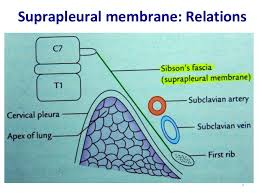 Suprapleural membrane: Relations
C7
T1
Sibson's fascia
(suprapleural membrane)
Subclavian artery
Cervical pleura
Subclavian vein
Apex of lung
First rib